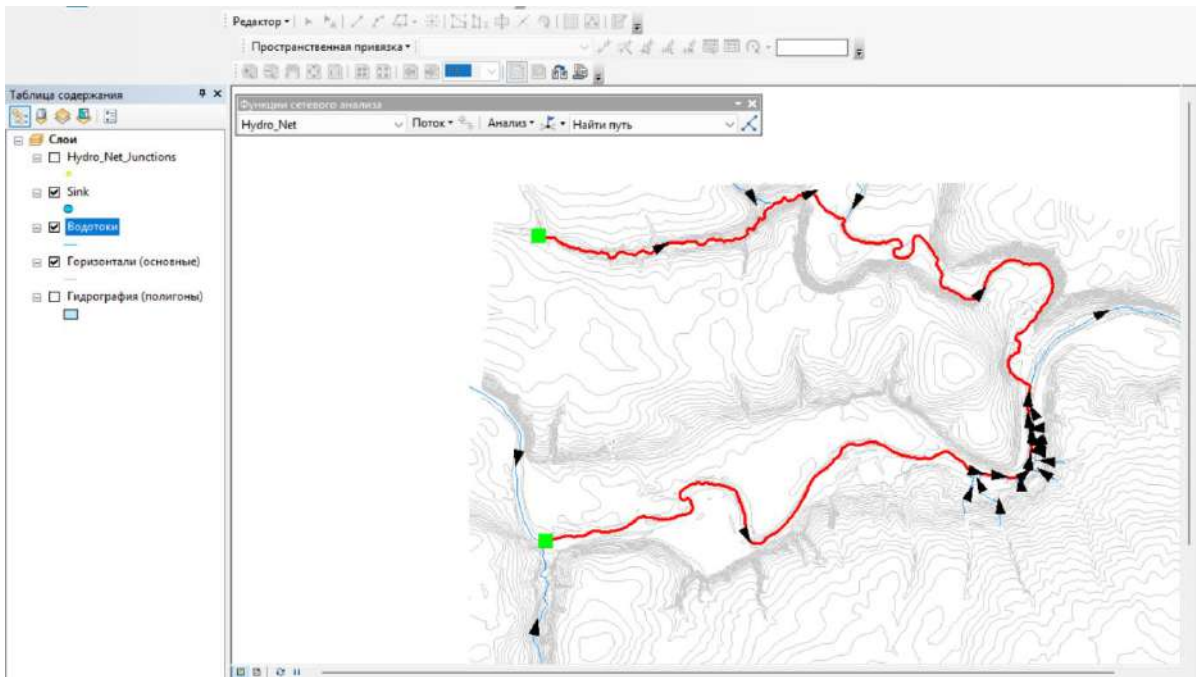 Редактор
Пространственная привязка
Таблица содержания
Функции сетевого анализа
Hydro_Net
Поток
Анализ
Найти путь
Слои
Hydro_Net_Junctions
Sink
Водотоки
Горизонтали (основные)
Гидрография (полигоны)